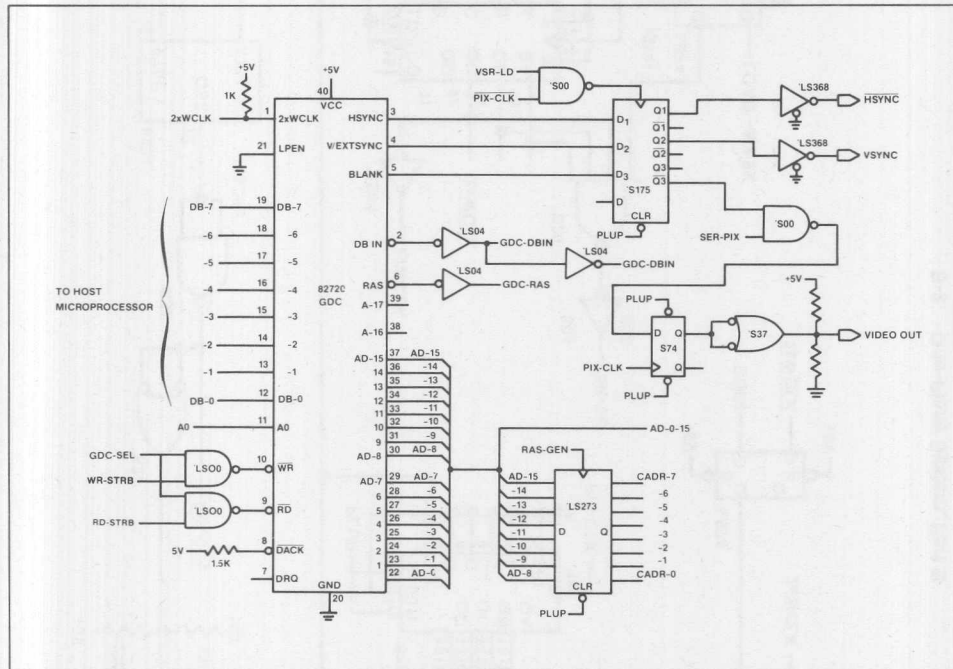 +5V
1K
2xWCLK
1
2xWCLK
+5V
40
VCC
21
LPEN
HSYNC
3
V/EXTSYNC
4
BLANK
5
VSR-LD
PIX-CLK
'S00
D1
D2
D3
D
Q1
Q1
Q2
Q2
Q3
Q3
'S175
CLR
PLUP
'LS368
HSYNC
'LS368
VSYNC
'S00
SER-PIX
TO HOST
MICROPROCESSOR
DB-7
19
DB-7
-6
18
-6
-5
17
-5
-4
16
-4
-3
15
-3
-2
14
-2
-1
13
-1
DB-0
12
DB-0
A0
11
A0
GDC-SEL
WR-STRB
'LSO0
10
WR
RD-STRB
'LSO0
9
RD
5V
1.5K
8
DACK
7
DRQ
GND
20
82720
GDC
DB IN
2
'LS04
GDC-DBIN
'LS04
GDC-DBIN
RAS
6
'LS04
GDC-RAS
A-17
39
A-16
38
AD-15
37
AD-15
14
36
-14
13
35
-13
12
34
-12
11
33
-11
10
32
-10
9
31
-9
AD-8
30
AD-8
AD-7
29
AD-7
6
28
-6
5
27
-5
4
26
-4
3
25
-3
2
24
-2
1
23
-1
22
PLUP
D
Q
S74
Q
PIX-CLK
PLUP
'S37
+5V
VIDEO OUT
AD-0-15
RAS-GEN
AD-15
-14
-13
-12
-11
-10
-9
AD-8
LS273
D
Q
CLR
PLUP
CADR-7
-6
-5
-4
-3
-2
-1
CADR-0